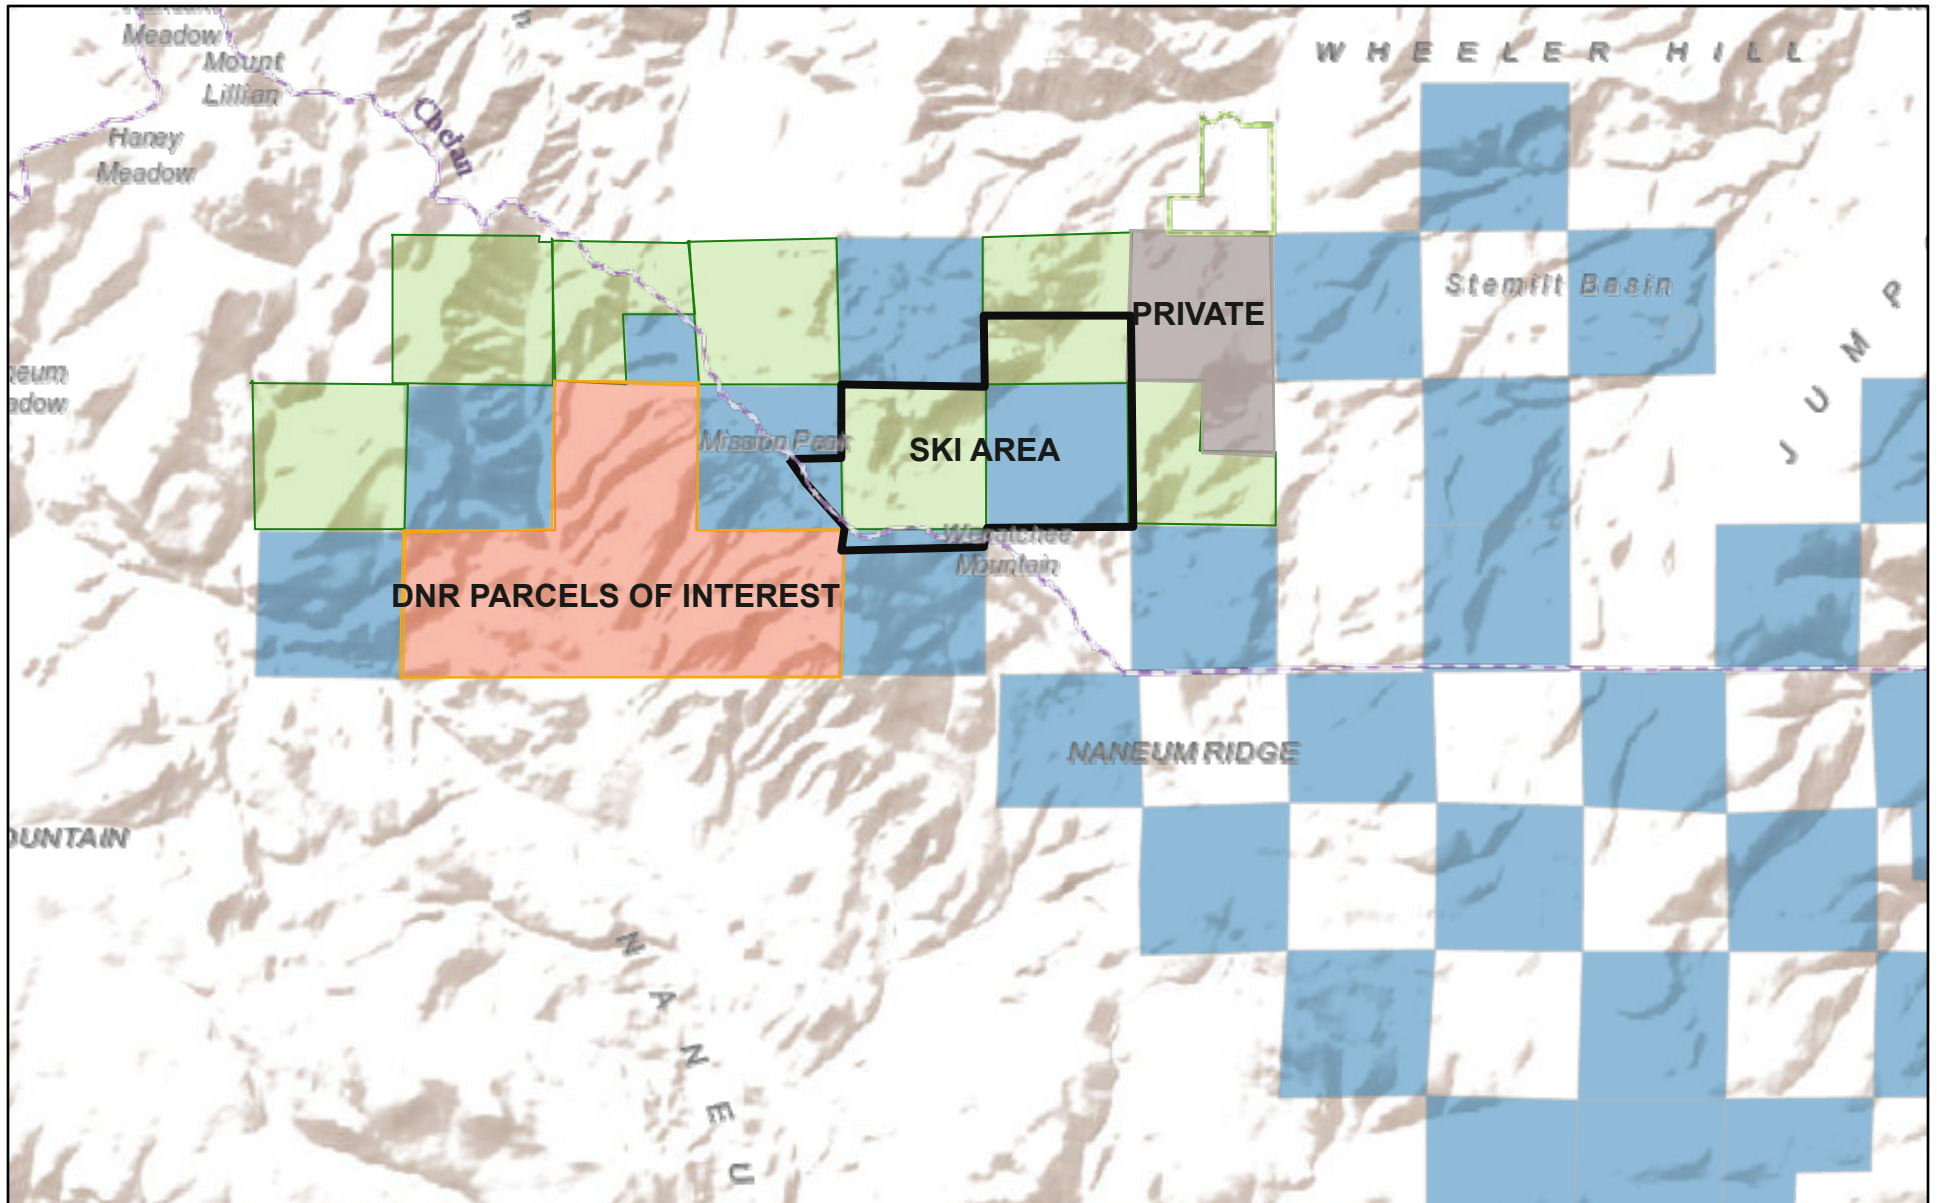 Meadow
Mount
Lillian
Haney
Meadow
Chelan
WHEELER HILL
PRIVATE
Stemilt Basin
JUMP
Mission Peak
SKI AREA
Wenatchee
Mountain
DNR PARCELS OF INTEREST
NANEUM RIDGE
OUNTAIN
NANEU